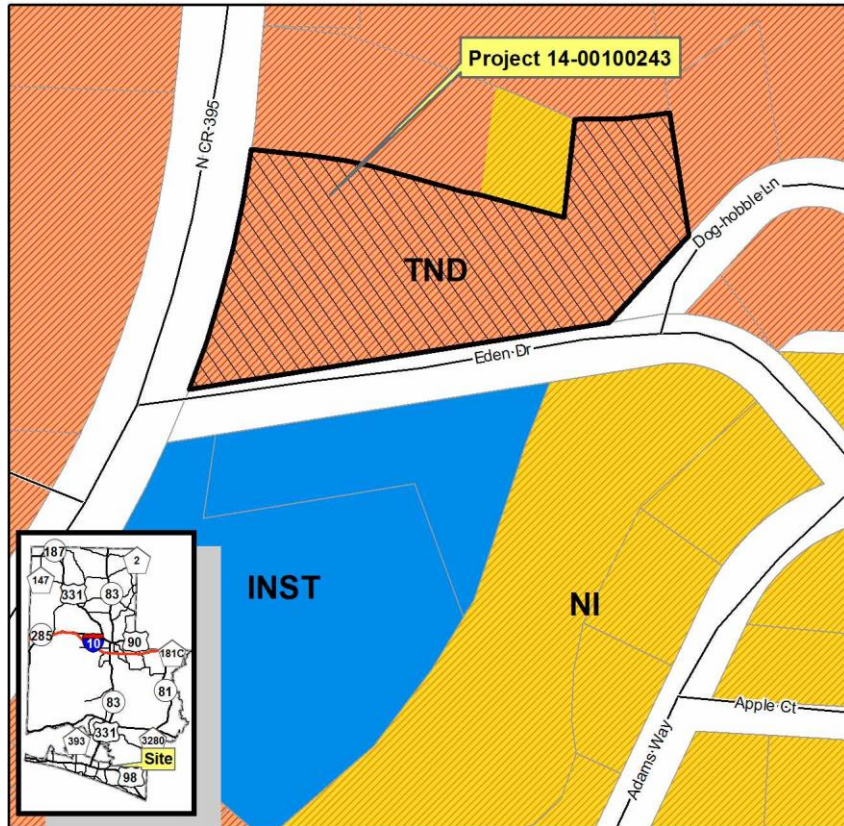 Project 14-00100243
N CR 395
Dog-hobble Ln
TND
Eden Dr
INST
NI
Apple Ct
Adams Way
187
2
147
331
83
285
10
90
181C
81
83
331
393
3280
Site
98